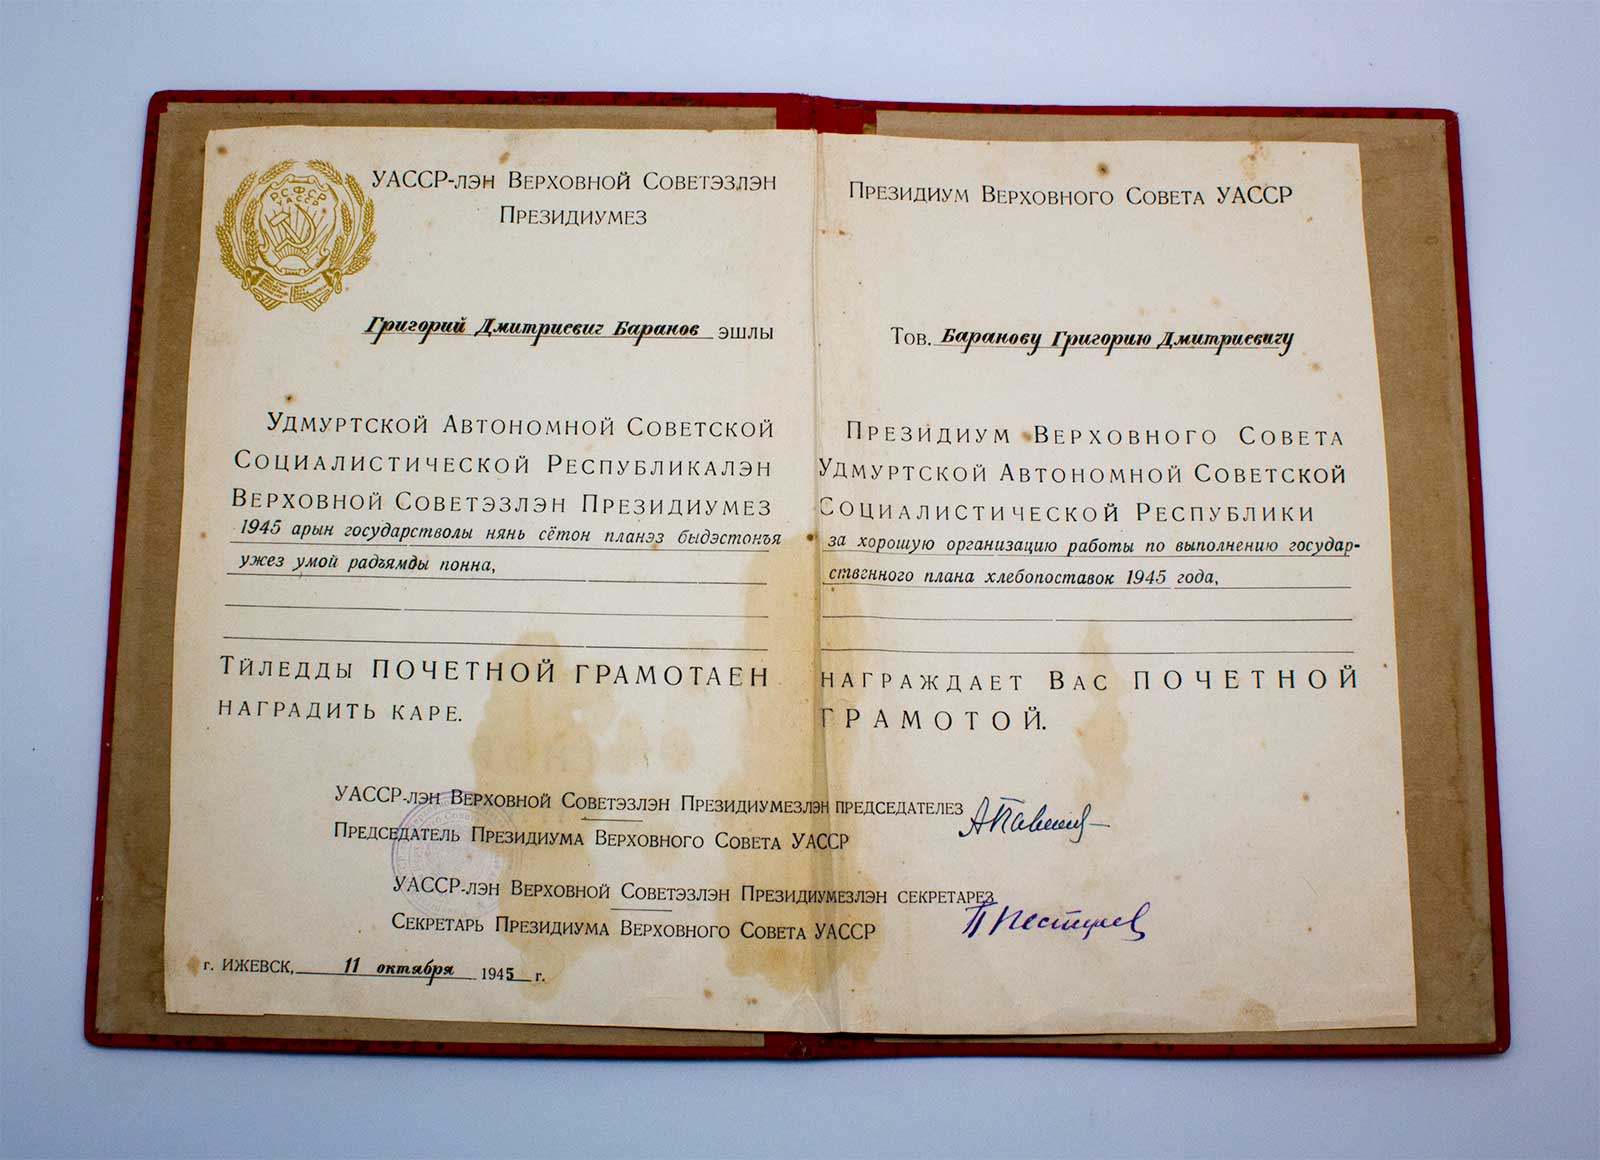 РСФСР
УАССР
УАССР-лэн Верховной Советэзлэн
Президиумез
Григорий Дмитриевич Баранов эшлы
Удмуртской Автономной Советской
Социалистической Республикалэн
Верховной Советэзлэн Президиумез
1945 арын государстволы нянь сётон планэз быдэстонъя
ужез умой радъямды понна,
Тӥледды ПОЧЕТНОЙ ГРАМОТАЕН
наградить каре.
Президиум Верховного Совета УАССР
Тов. Баранову Григорию Дмитриевичу
Президиум Верховного Совета
Удмуртской Автономной Советской
Социалистической Республики
за хорошую организацию работы по выполнению государ-
ственного плана хлебопоставок 1945 года,
награждает Вас ПОЧЕТНОЙ
ГРАМОТОЙ.
УАССР-лэн Верховной Советэзлэн Президиумезлэн председателез
Председатель Президиума Верховного Совета УАССР
УАССР-лэн Верховной Советэзлэн Президиумезлэн секретарез
Секретарь Президиума Верховного Совета УАССР
г. ИЖЕВСК, 11 октября 1945 г.